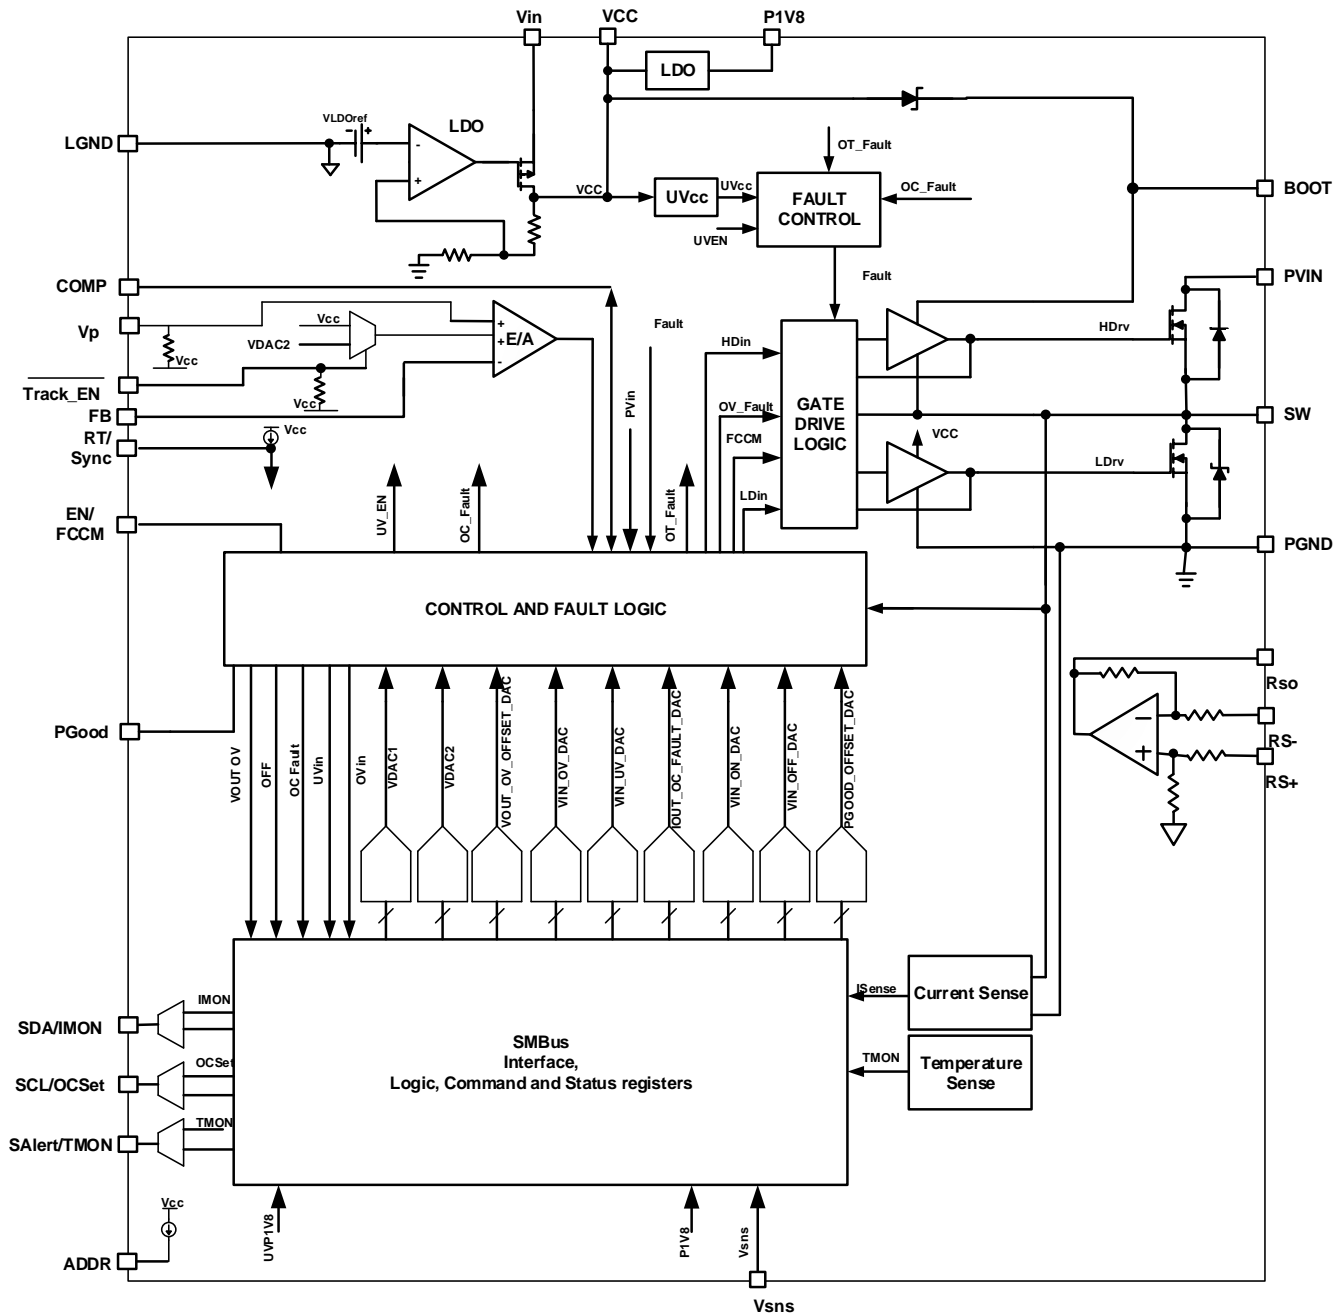 Vin
VCC
P1V8
LDO
VLDOref
- +
LDO
LGND
-
+
OT_Fault
VCC
UVcc
UVcc
FAULT
CONTROL
OC_Fault
BOOT
UVEN
Fault
PVIN
COMP
Vp
Vcc
VDAC2
Vcc
+
+
-
E/A
Fault
HDin
HDrv
Track_EN
Vcc
FB
PVin
OV_Fault
GATE
DRIVE
LOGIC
SW
RT/
Sync
Vcc
FCCM
VCC
LDrv
LDin
EN/
FCCM
UV_EN
OC_Fault
OT_Fault
PGND
CONTROL AND FAULT LOGIC
Rso
RS-
RS+
PGood
VOUT OV
OFF
OC Fault
UVin
OVin
VDAC1
VDAC2
VOUT_OV_OFFSET_DAC
VIN_OV_DAC
VIN_UV_DAC
IOUT_OC_FAULT_DAC
VIN_ON_DAC
VIN_OFF_DAC
PGOOD_OFFSET_DAC
-
+
IMON
SDA/IMON
ISense
Current Sense
OCSet
SCL/OCSet
SMBus
Interface,
Logic, Command and Status registers
TMON
Temperature
Sense
TMON
SAlert/TMON
Vcc
ADDR
UVP1V8
P1V8
Vsns
Vsns